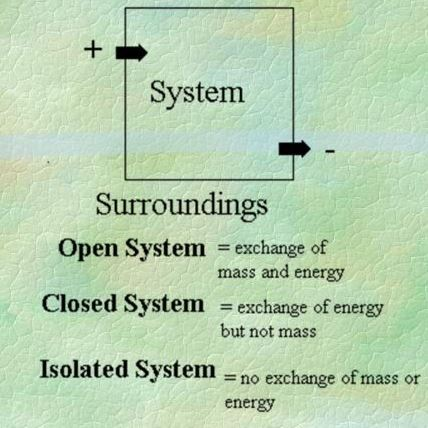 +
System
-
Surroundings
Open System = exchange of
mass and energy
Closed System = exchange of energy
but not mass
Isolated System = no exchange of mass or
energy